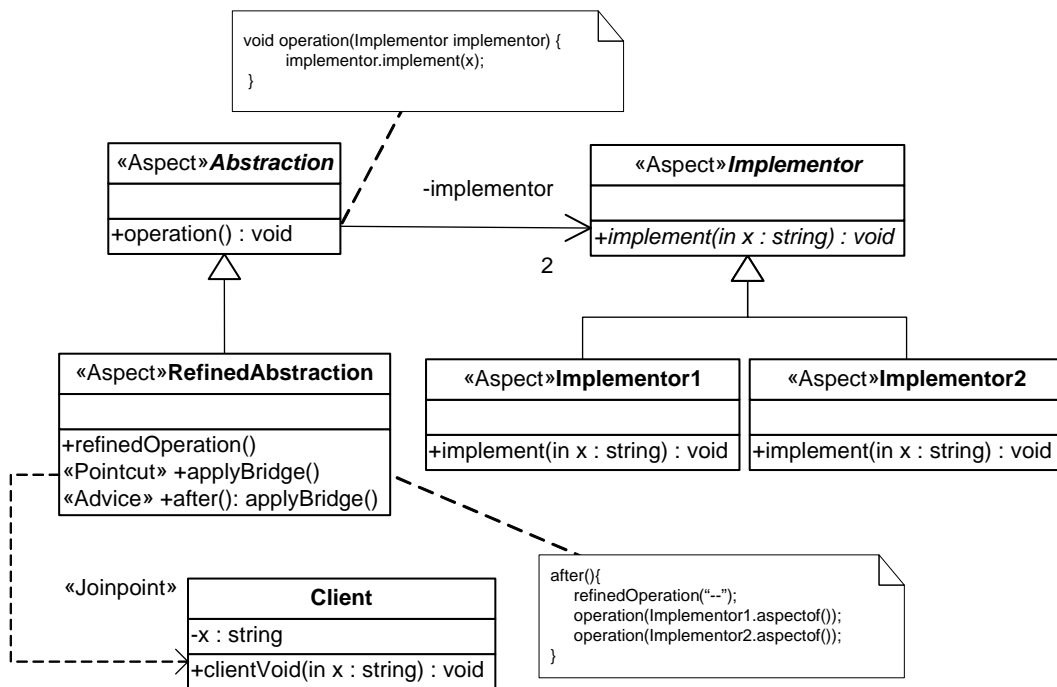 void operation(Implementor implementor) {
implementor.implement(x);
}
«Aspect»Abstraction
+operation() : void
-implementor
2
«Aspect»Implementor
+implement(in x : string) : void
«Aspect»RefinedAbstraction
+refinedOperation()
«Pointcut» +applyBridge()
«Advice» +after(): applyBridge()
«Aspect»Implementor1
+implement(in x : string) : void
«Aspect»Implementor2
+implement(in x : string) : void
«Joinpoint»
Client
-x : string
+clientVoid(in x : string) : void
after(){
refinedOperation(“--”);
operation(Implementor1.aspectof());
operation(Implementor2.aspectof());
}